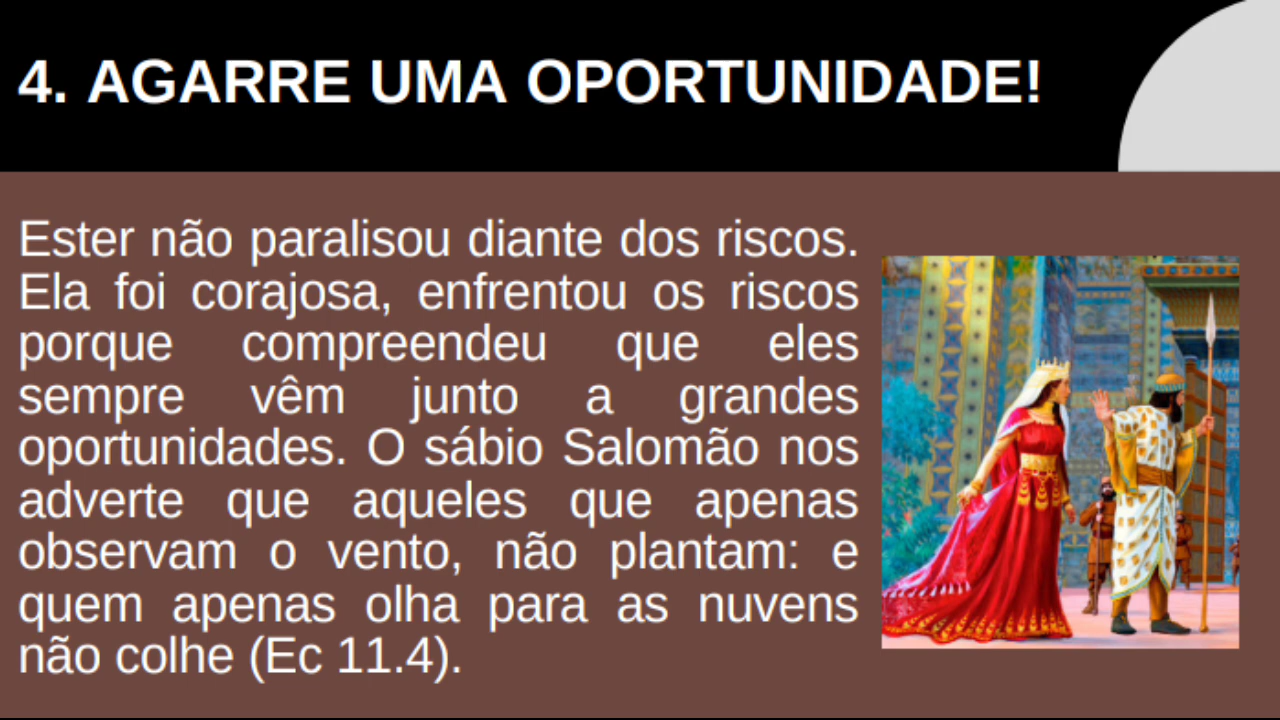 4. AGARRE UMA OPORTUNIDADE!
Ester não paralisou diante dos riscos.
Ela foi corajosa, enfrentou os riscos
porque compreendeu que eles
sempre vêm junto a grandes
oportunidades. O sábio Salomão nos
adverte que aqueles que apenas
observam o vento, não plantam: e
quem apenas olha para as nuvens
não colhe (Ec 11.4).